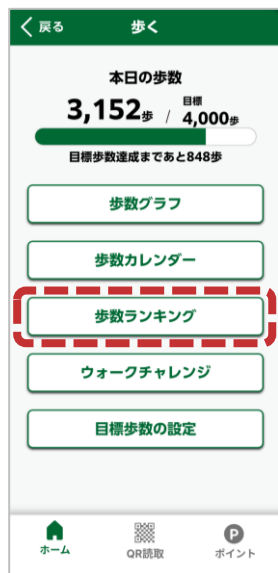 戻る 歩く
本日の歩数
3,152歩 / 目標 4,000歩
目標歩数達成まであと848歩
歩数グラフ
歩数カレンダー
歩数ランキング
ウォークチャレンジ
目標歩数の設定
ホーム QR読取 P ポイント